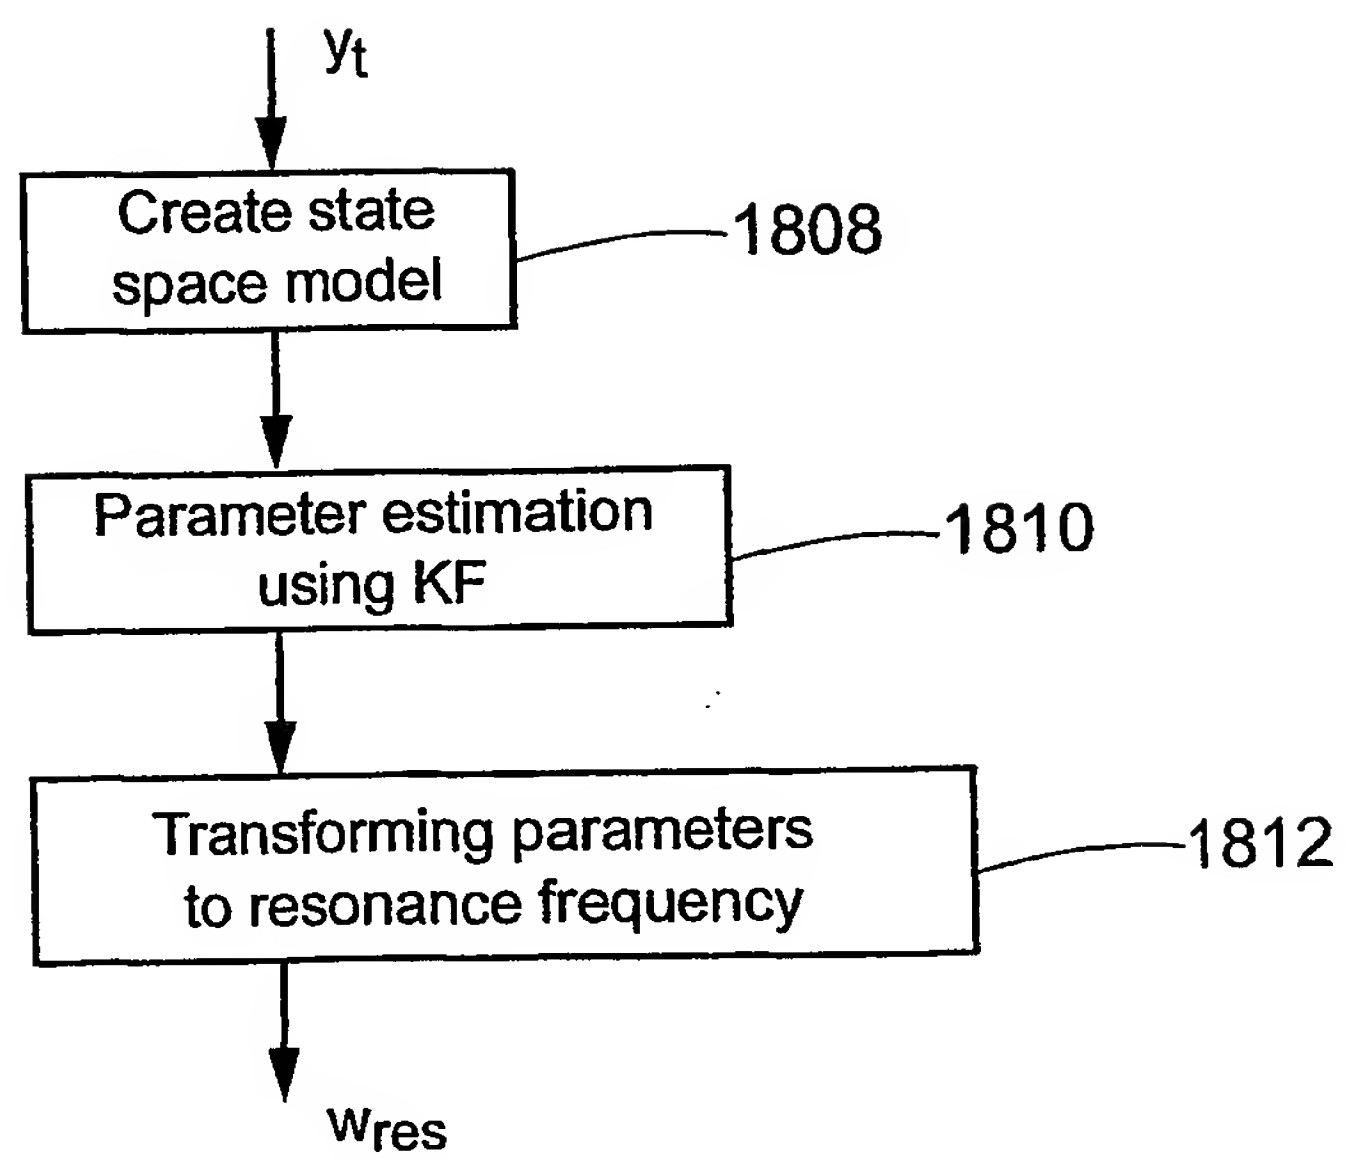 yt
Create state
space model
1808
Parameter estimation
using KF
1810
Transforming parameters
to resonance frequency
1812
wres